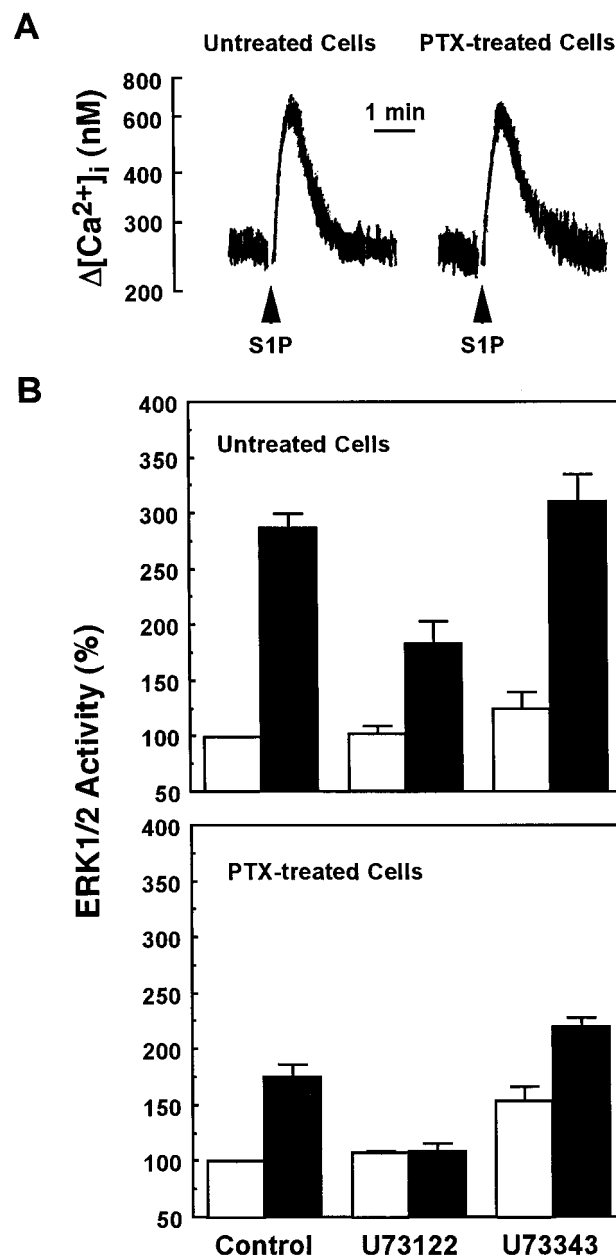 A
Untreated Cells
PTX-treated Cells
Δ[Ca²⁺]ᵢ (nM)
800
600
400
300
200
1 min
S1P
S1P
B
ERK1/2 Activity (%)
400
350
300
250
200
150
100
50
Untreated Cells
400
350
300
250
200
150
100
50
PTX-treated Cells
Control
U73122
U73343